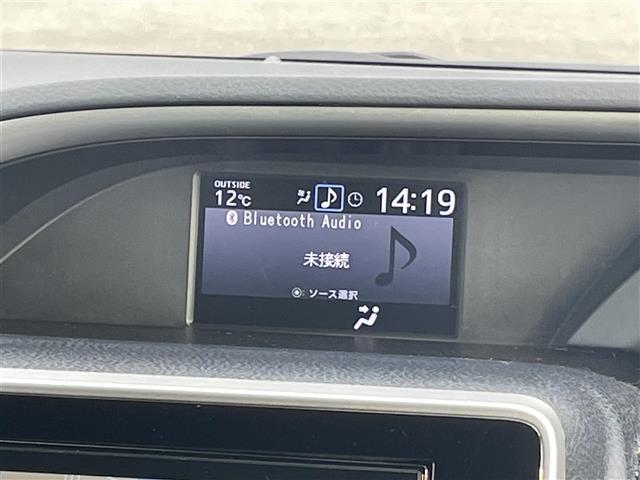 OUTSIDE
12℃
14:19
Bluetooth Audio
未接続
: ソース選択